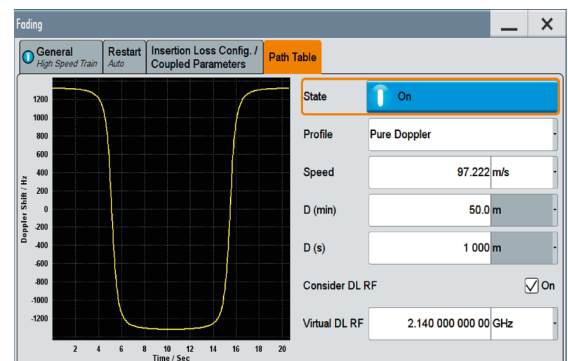 Fading
General
High Speed Train
Restart
Auto
Insertion Loss Config. /
Coupled Parameters
Path Table
Doppler Shift / Hz
1200
1000
800
600
400
200
0
-200
-400
-600
-800
-1000
-1200
2 4 6 8 10 12 14 16 18 20
Time / Sec
State On
Profile Pure Doppler
Speed 97.222 m/s
D (min) 50.0 m
D (s) 1 000 m
Consider DL RF On
Virtual DL RF 2.140 000 000 00 GHz